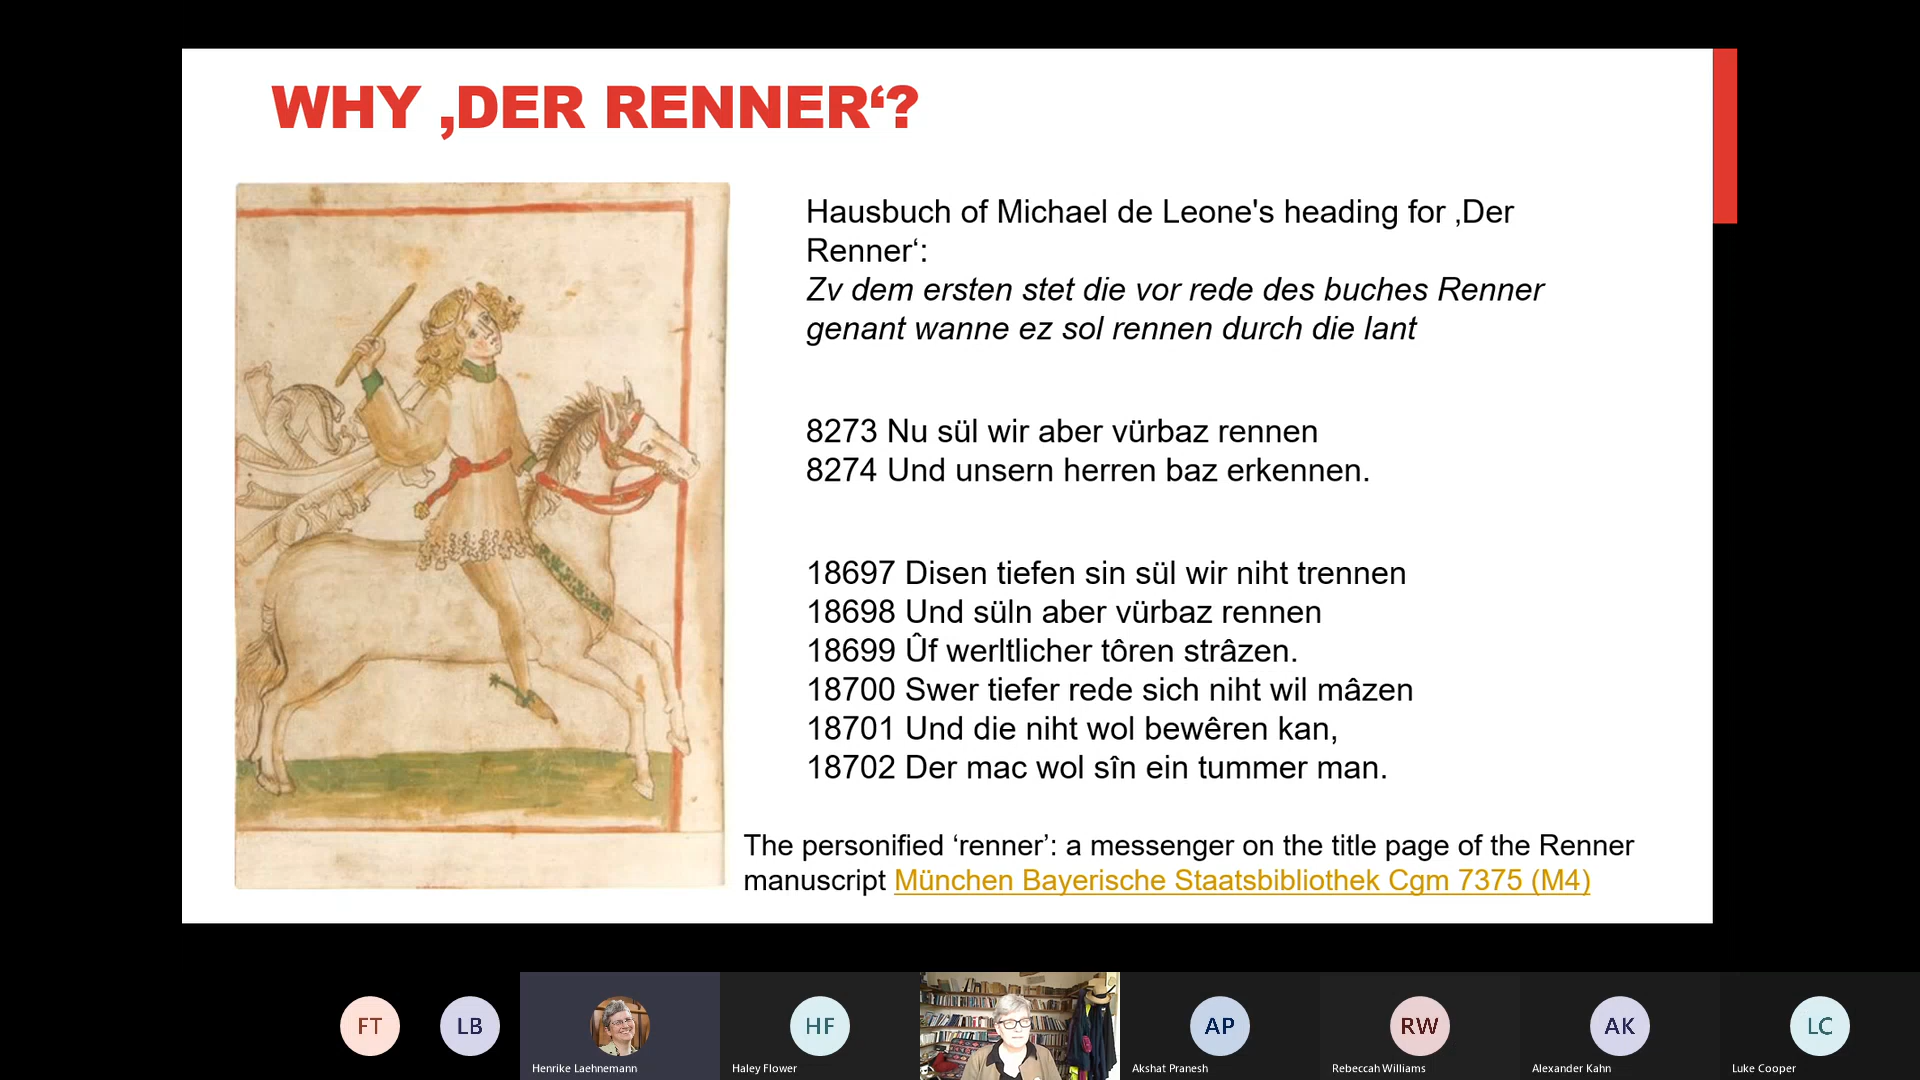 WHY ‚DER RENNER‘?
Hausbuch of Michael de Leone's heading for ‚Der
Renner‘:
Zv dem ersten stet die vor rede des buches Renner
genant wanne ez sol rennen durch die lant
8273 Nu sül wir aber vürbaz rennen
8274 Und unsern herren baz erkennen.
18697 Disen tiefen sin sül wir niht trennen
18698 Und süln aber vürbaz rennen
18699 Ûf werltlicher tôren strâzen.
18700 Swer tiefer rede sich niht wil mâzen
18701 Und die niht wol bewêren kan,
18702 Der mac wol sîn ein tummer man.
The personified ‘renner’: a messenger on the title page of the Renner
manuscript München Bayerische Staatsbibliothek Cgm 7375 (M4)
FT
LB
Henrike Laehnemann
HF
Haley Flower
AP
Akshat Pranesh
RW
Rebeccah Williams
AK
Alexander Kahn
LC
Luke Cooper